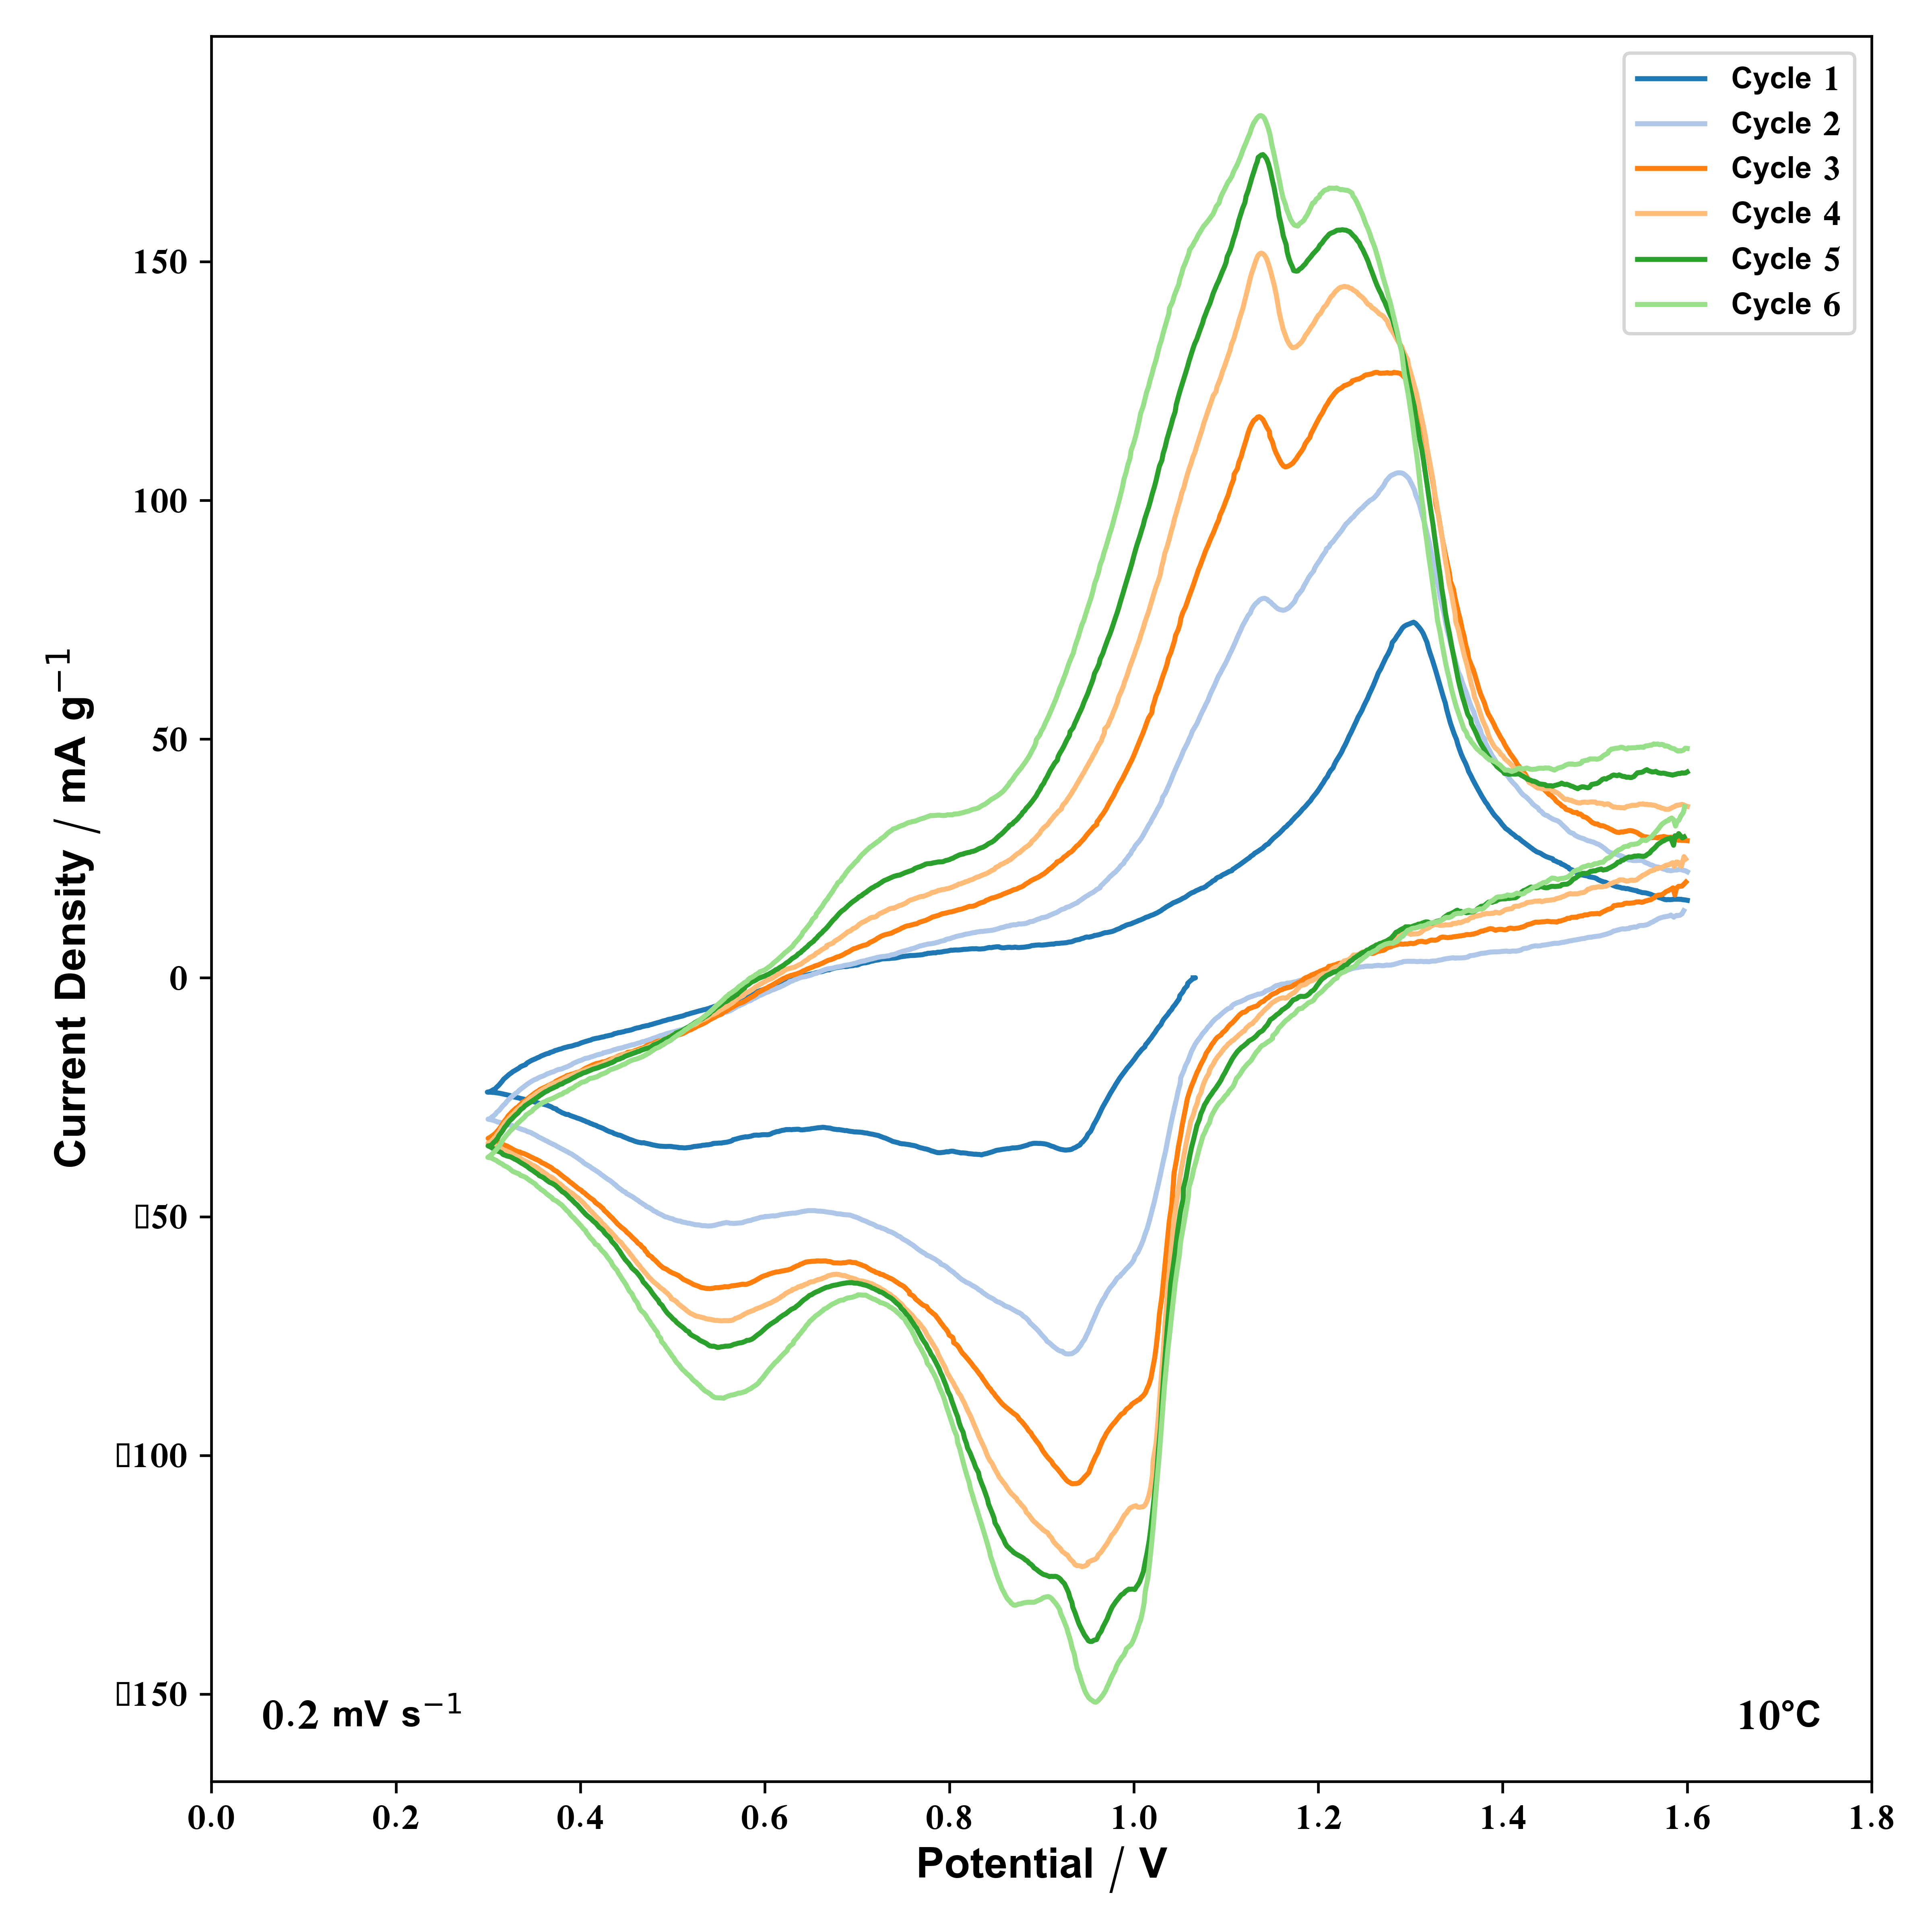 Cycle 1
Cycle 2
Cycle 3
Cycle 4
Cycle 5
Cycle 6
150
100
50
0
▯50
▯100
▯150
Current Density / mA g⁻¹
0.2 mV s⁻¹
10°C
0.0 0.2 0.4 0.6 0.8 1.0 1.2 1.4 1.6 1.8
Potential / V